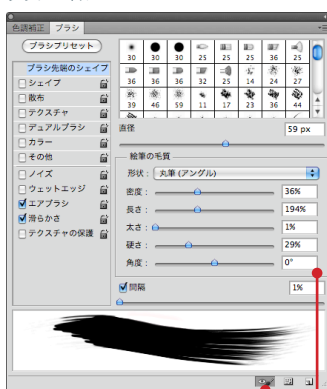 色調補正 ブラシ
ブラシプリセット
ブラシ先端のシェイプ
シェイプ
散布
テクスチャ
デュアルブラシ
カラー
その他
ノイズ
ウェットエッジ
エアブラシ
滑らかさ
テクスチャの保護
30 30 30 25 25 25 36 25
36 36 36 32 25 14 24 27
39 46 59 11 17 23 36 44
直径 59 px
絵筆の毛質
形状： 丸筆 (アングル)
密度： 36%
長さ： 194%
太さ： 1%
硬さ： 29%
角度： 0°
間隔 1%